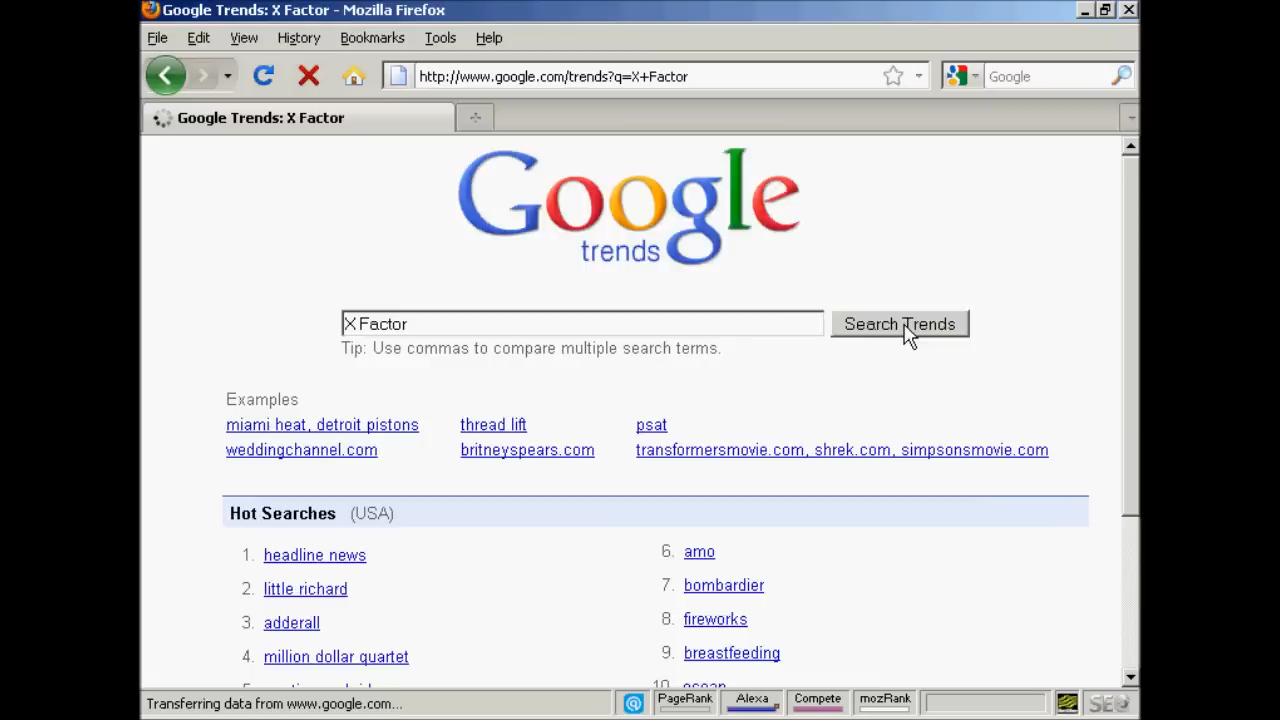 Google Trends: X Factor - Mozilla Firefox
File Edit View History Bookmarks Tools Help
http://www.google.com/trends?q=X+Factor
Google
Google Trends: X Factor
Google
trends
X Factor
Search Trends
Tip: Use commas to compare multiple search terms.
Examples
miami heat, detroit pistons thread lift psat
weddingchannel.com britneyspears.com transformersmovie.com, shrek.com, simpsonsmovie.com
Hot Searches (USA)
1. headline news
2. little richard
3. adderall
4. million dollar quartet
6. amo
7. bombardier
8. fireworks
9. breastfeeding
10.
Transferring data from www.google.com...
PageRank Alexa Compete mozRank SEO